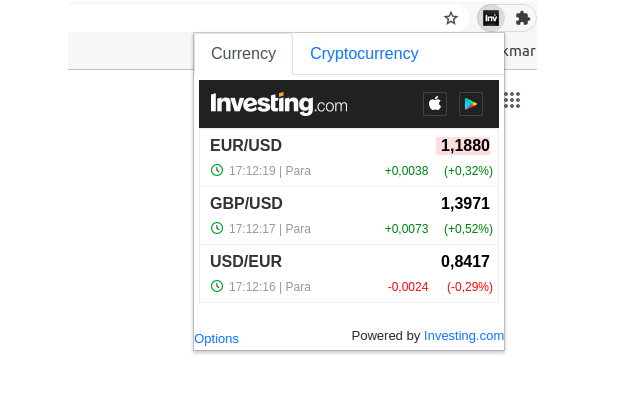 Inv
kmar
Currency Cryptocurrency
Investing.com
EUR/USD 1,1880
17:12:19 | Para +0,0038 (+0,32%)
GBP/USD 1,3971
17:12:17 | Para +0,0073 (+0,52%)
USD/EUR 0,8417
17:12:16 | Para -0,0024 (-0,29%)
Options Powered by Investing.com